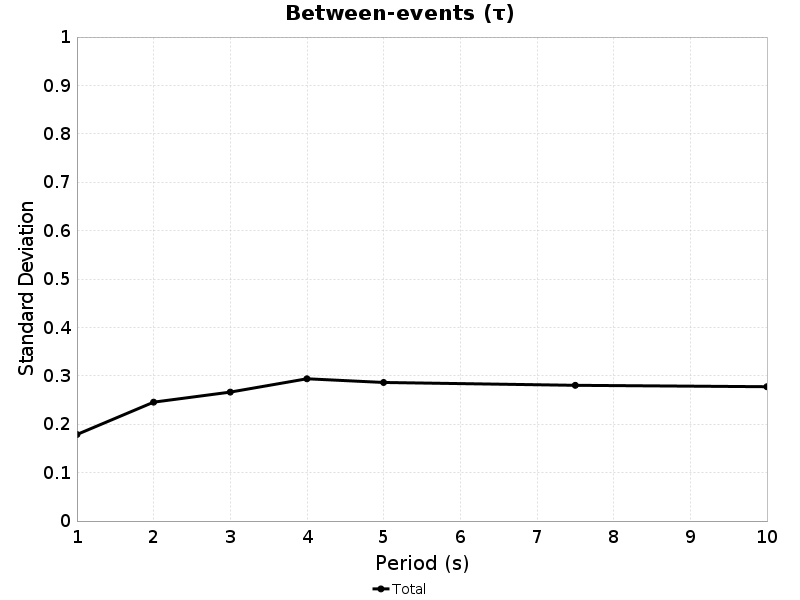 Between-events (τ)
1
0.9
0.8
0.7
0.6
0.5
0.4
0.3
0.2
0.1
0
Standard Deviation
1 2 3 4 5 6 7 8 9 10
Period (s)
Total